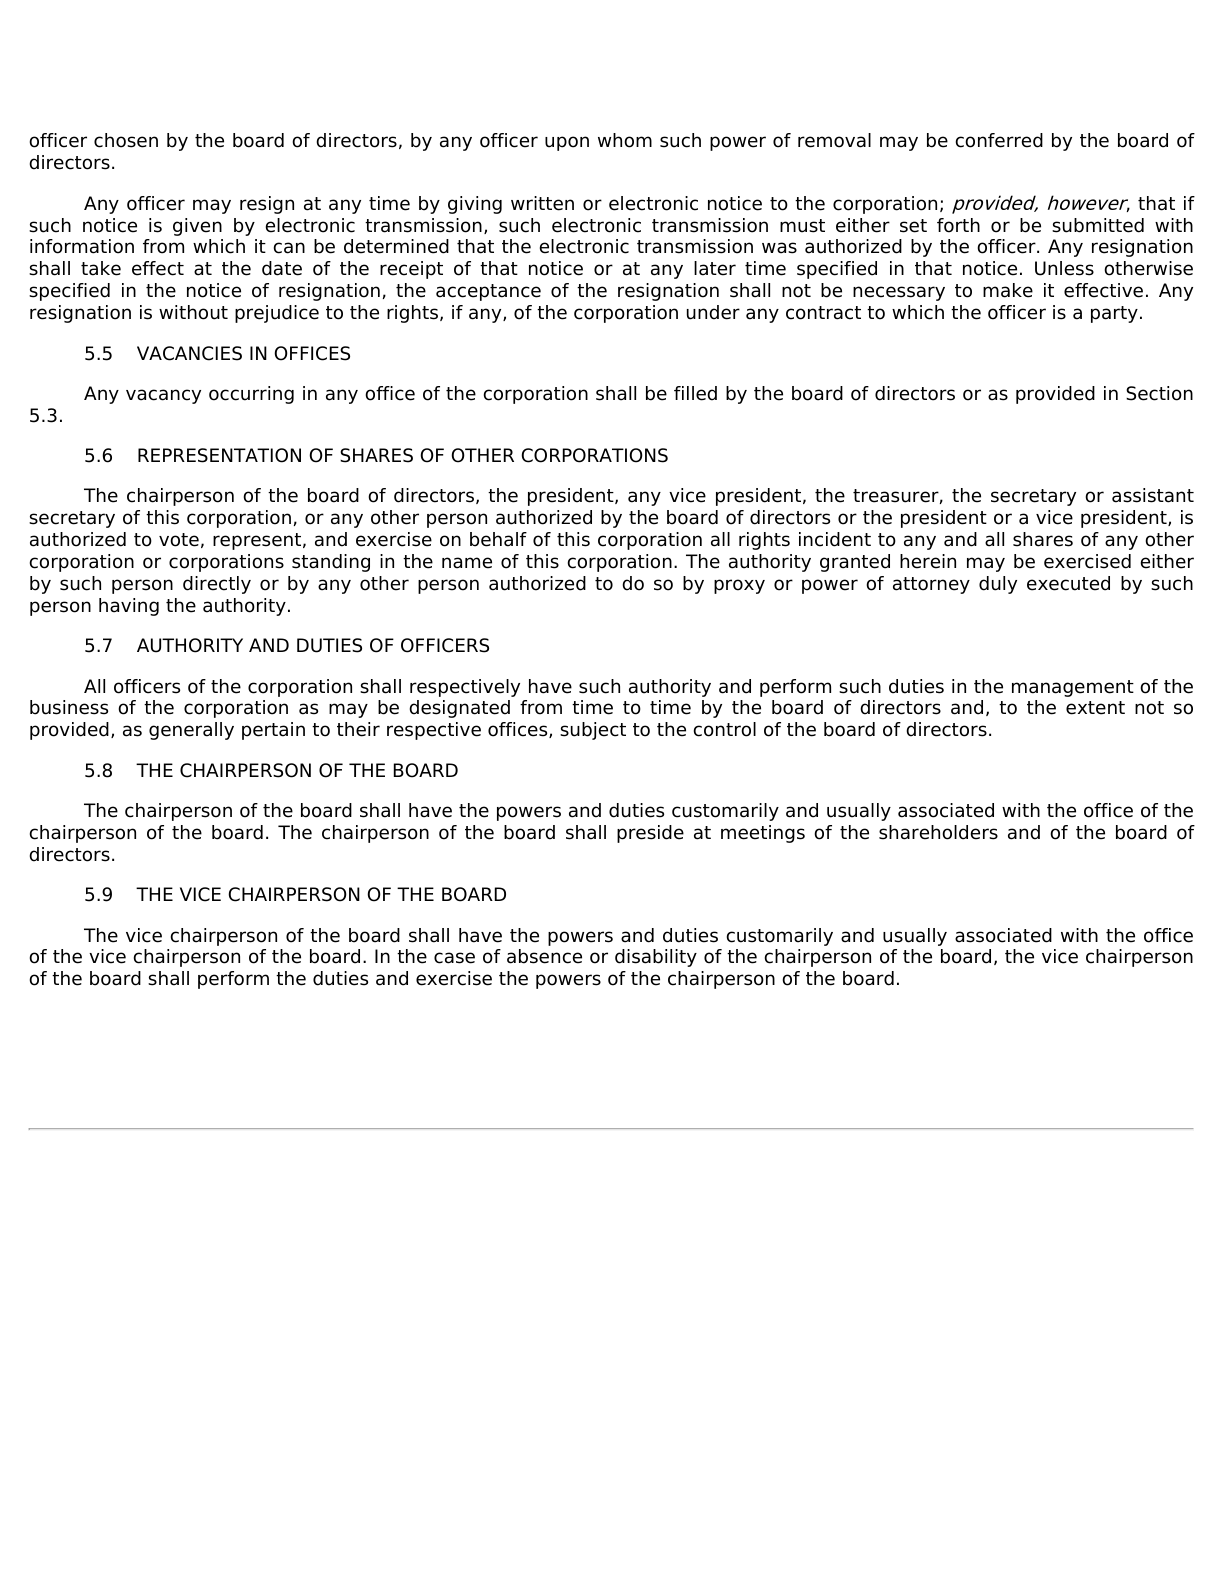 officer chosen by the board of directors, by any officer upon whom such power of removal may be conferred by the board of
directors.
Any officer may resign at any time by giving written or electronic notice to the corporation; provided, however, that if
such notice is given by electronic transmission, such electronic transmission must either set forth or be submitted with
information from which it can be determined that the electronic transmission was authorized by the officer. Any resignation
shall take effect at the date of the receipt of that notice or at any later time specified in that notice. Unless otherwise
specified in the notice of resignation, the acceptance of the resignation shall not be necessary to make it effective. Any
resignation is without prejudice to the rights, if any, of the corporation under any contract to which the officer is a party.
5.5 VACANCIES IN OFFICES
Any vacancy occurring in any office of the corporation shall be filled by the board of directors or as provided in Section
5.3.
5.6 REPRESENTATION OF SHARES OF OTHER CORPORATIONS
The chairperson of the board of directors, the president, any vice president, the treasurer, the secretary or assistant
secretary of this corporation, or any other person authorized by the board of directors or the president or a vice president, is
authorized to vote, represent, and exercise on behalf of this corporation all rights incident to any and all shares of any other
corporation or corporations standing in the name of this corporation. The authority granted herein may be exercised either
by such person directly or by any other person authorized to do so by proxy or power of attorney duly executed by such
person having the authority.
5.7 AUTHORITY AND DUTIES OF OFFICERS
All officers of the corporation shall respectively have such authority and perform such duties in the management of the
business of the corporation as may be designated from time to time by the board of directors and, to the extent not so
provided, as generally pertain to their respective offices, subject to the control of the board of directors.
5.8 THE CHAIRPERSON OF THE BOARD
The chairperson of the board shall have the powers and duties customarily and usually associated with the office of the
chairperson of the board. The chairperson of the board shall preside at meetings of the shareholders and of the board of
directors.
5.9 THE VICE CHAIRPERSON OF THE BOARD
The vice chairperson of the board shall have the powers and duties customarily and usually associated with the office
of the vice chairperson of the board. In the case of absence or disability of the chairperson of the board, the vice chairperson
of the board shall perform the duties and exercise the powers of the chairperson of the board.